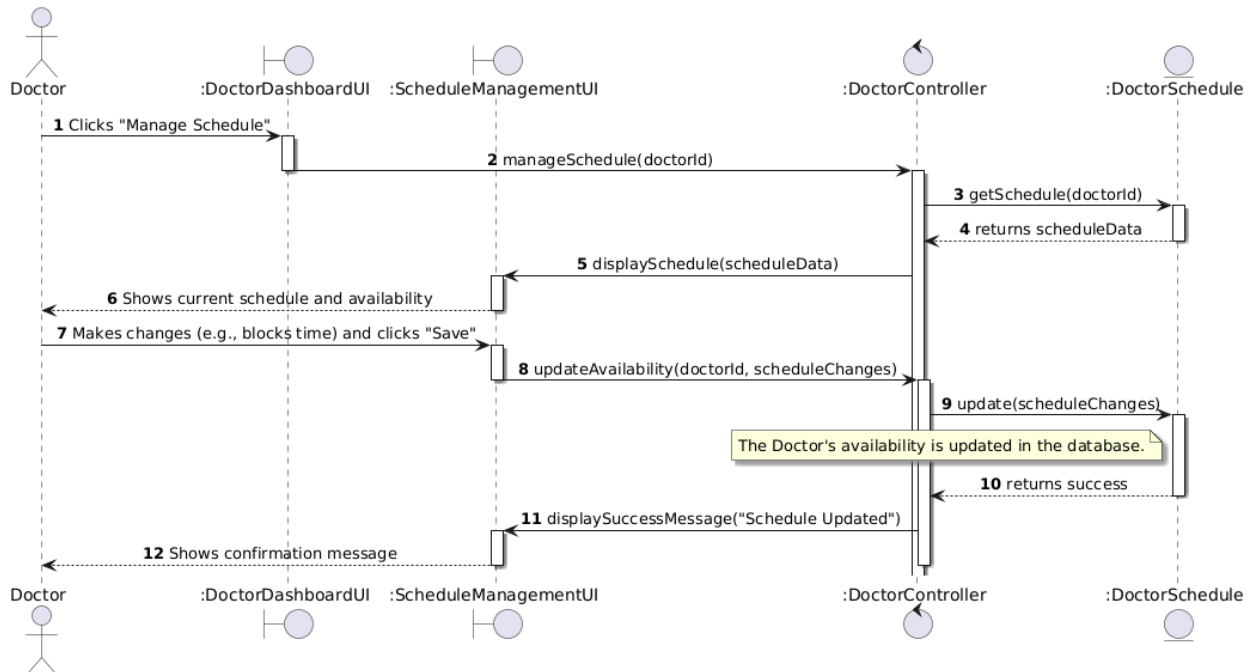 Doctor
:DoctorDashboardUI
:ScheduleManagementUI
:DoctorController
:DoctorSchedule
1 Clicks "Manage Schedule"
2 manageSchedule(doctorId)
3 getSchedule(doctorId)
4 returns scheduleData
5 displaySchedule(scheduleData)
6 Shows current schedule and availability
7 Makes changes (e.g., blocks time) and clicks "Save"
8 updateAvailability(doctorId, scheduleChanges)
9 update(scheduleChanges)
The Doctor's availability is updated in the database.
10 returns success
11 displaySuccessMessage("Schedule Updated")
12 Shows confirmation message
Doctor
:DoctorDashboardUI
:ScheduleManagementUI
:DoctorController
:DoctorSchedule